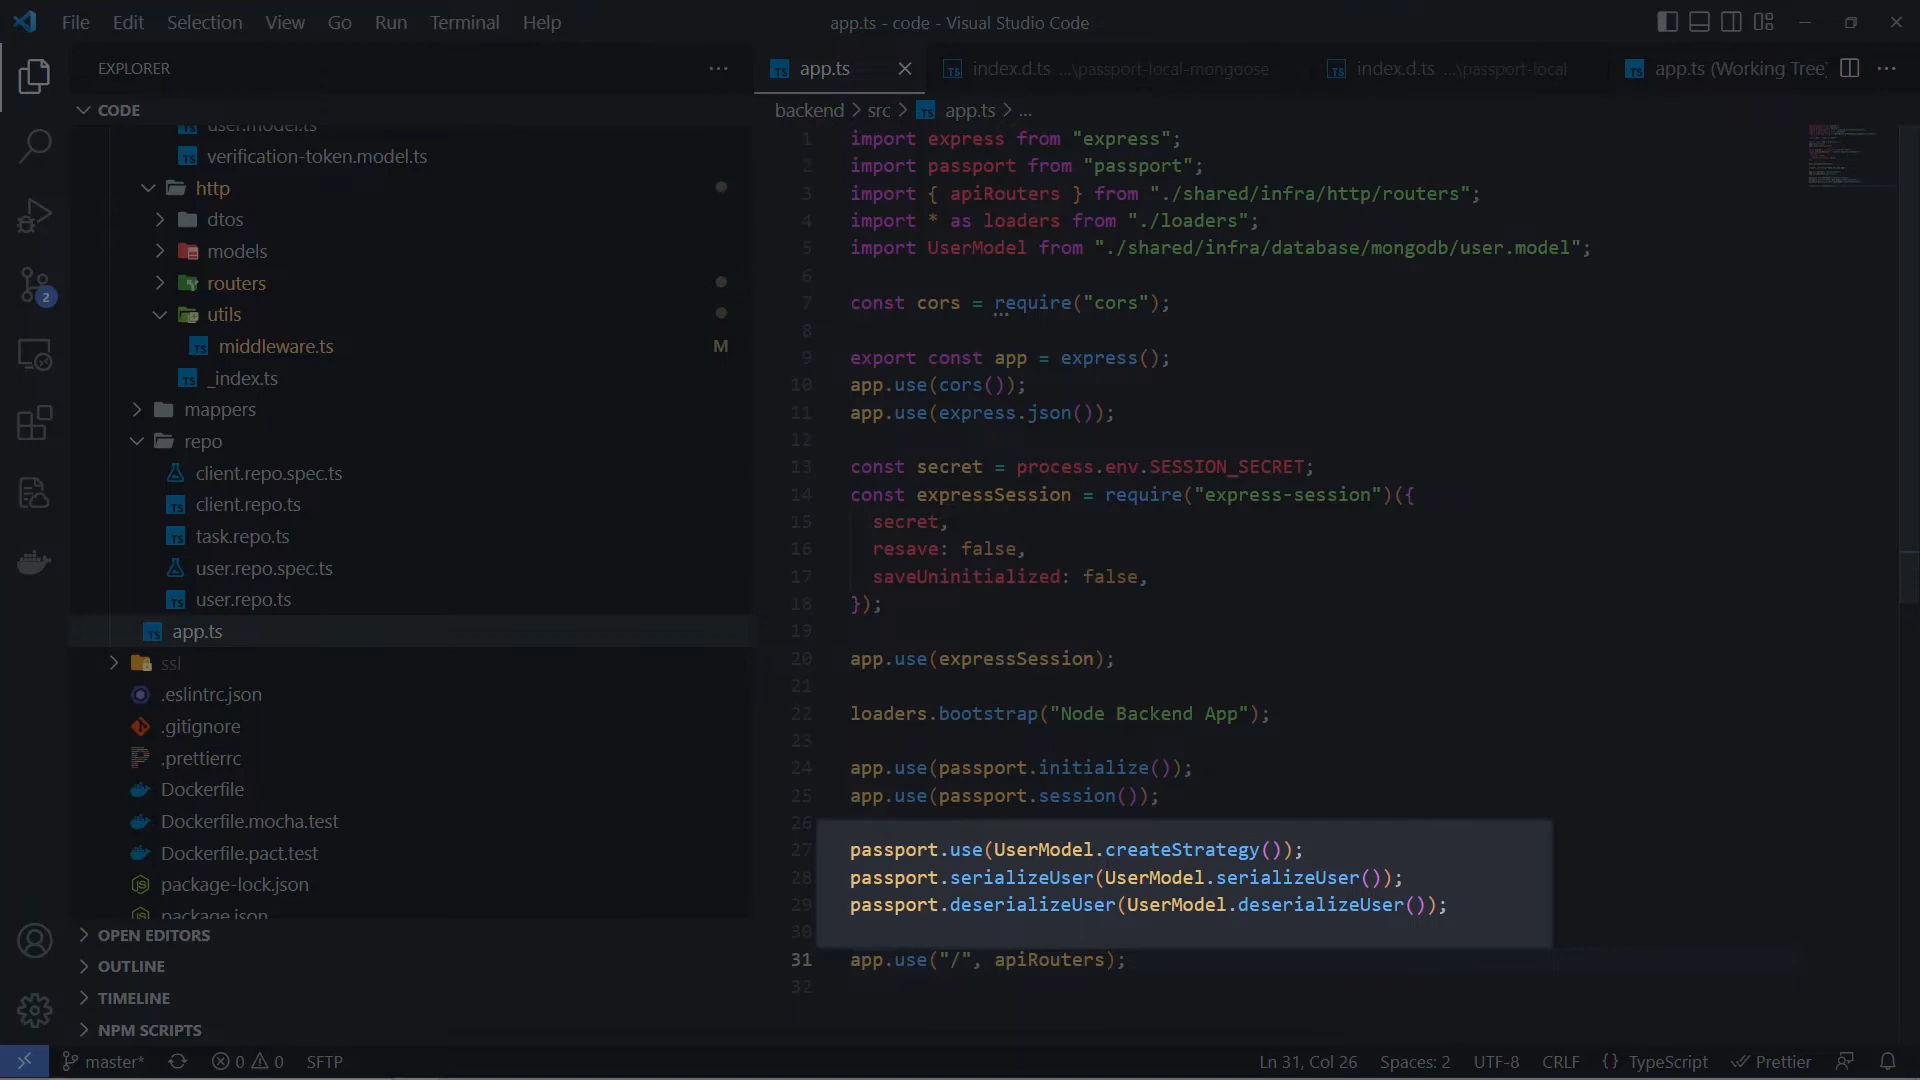 File Edit Selection View Go Run Terminal Help
app.ts - code - Visual Studio Code
EXPLORER
CODE
user.model.ts
verification-token.model.ts
http
dtos
models
routers
utils
middleware.ts M
_index.ts
mappers
repo
client.repo.spec.ts
client.repo.ts
task.repo.ts
user.repo.spec.ts
user.repo.ts
app.ts
ssl
.eslintrc.json
.gitignore
.prettierrc
Dockerfile
Dockerfile.mocha.test
Dockerfile.pact.test
package-lock.json
package.json
OPEN EDITORS
OUTLINE
TIMELINE
NPM SCRIPTS
2
app.ts
index.d.ts ...\passport-local-mongoose
index.d.ts ...\passport-local
app.ts (Working Tree)
backend > src > TS app.ts > ...
1 import express from "express";
2 import passport from "passport";
3 import { apiRouters } from "./shared/infra/http/routers";
4 import * as loaders from "./loaders";
5 import UserModel from "./shared/infra/database/mongodb/user.model";
6
7 const cors = require("cors");
8
9 export const app = express();
10 app.use(cors());
11 app.use(express.json());
12
13 const secret = process.env.SESSION_SECRET;
14 const expressSession = require("express-session")({
15 secret,
16 resave: false,
17 saveUninitialized: false,
18 });
19
20 app.use(expressSession);
21
22 loaders.bootstrap("Node Backend App");
23
24 app.use(passport.initialize());
25 app.use(passport.session());
26
27 passport.use(UserModel.createStrategy());
28 passport.serializeUser(UserModel.serializeUser());
29 passport.deserializeUser(UserModel.deserializeUser());
30
31 app.use("/", apiRouters);
32
master* 0 0 SFTP
Ln 31, Col 26 Spaces: 2 UTF-8 CRLF {} TypeScript Prettier